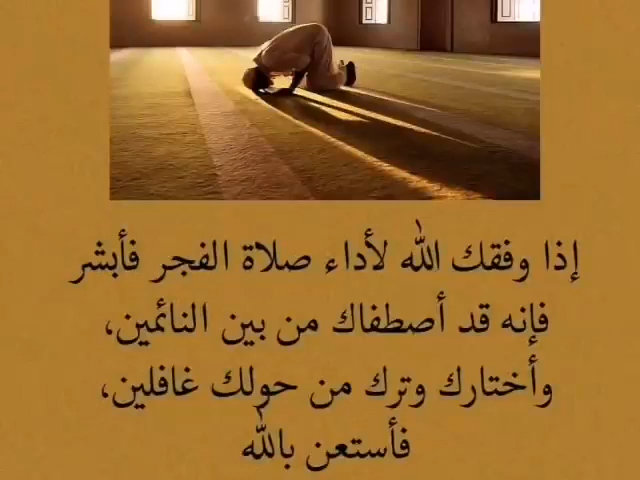 إذا وفقك الله لأداء صلاة الفجر فأبشر
فإنه قد أصطفاك من بين النائمين،
وأختارك وترك من حولك غافلين،
فأستعن بالله